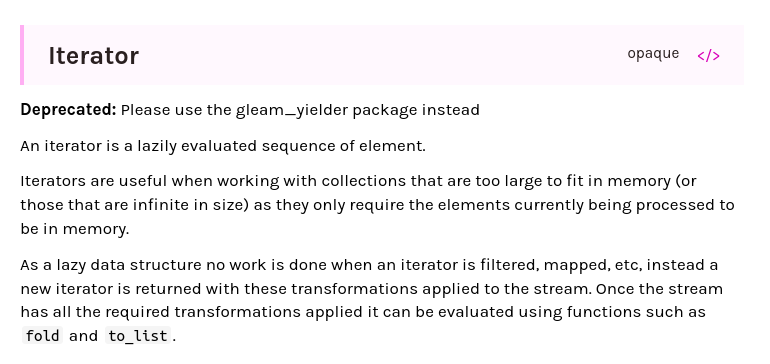 Iterator opaque </>
Deprecated: Please use the gleam_yielder package instead
An iterator is a lazily evaluated sequence of element.
Iterators are useful when working with collections that are too large to fit in memory (or
those that are infinite in size) as they only require the elements currently being processed to
be in memory.
As a lazy data structure no work is done when an iterator is filtered, mapped, etc, instead a
new iterator is returned with these transformations applied to the stream. Once the stream
has all the required transformations applied it can be evaluated using functions such as
fold and to_list.